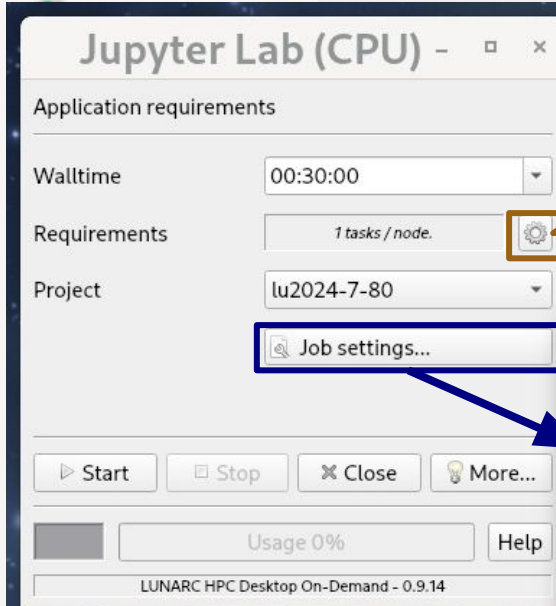 Jupyter Lab (CPU)
Application requirements
Walltime 00:30:00
Requirements 1 tasks / node.
Project lu2024-7-80
Job settings...
Start Stop Close More...
Usage 0% Help
LUNARC HPC Desktop On-Demand - 0.9.14